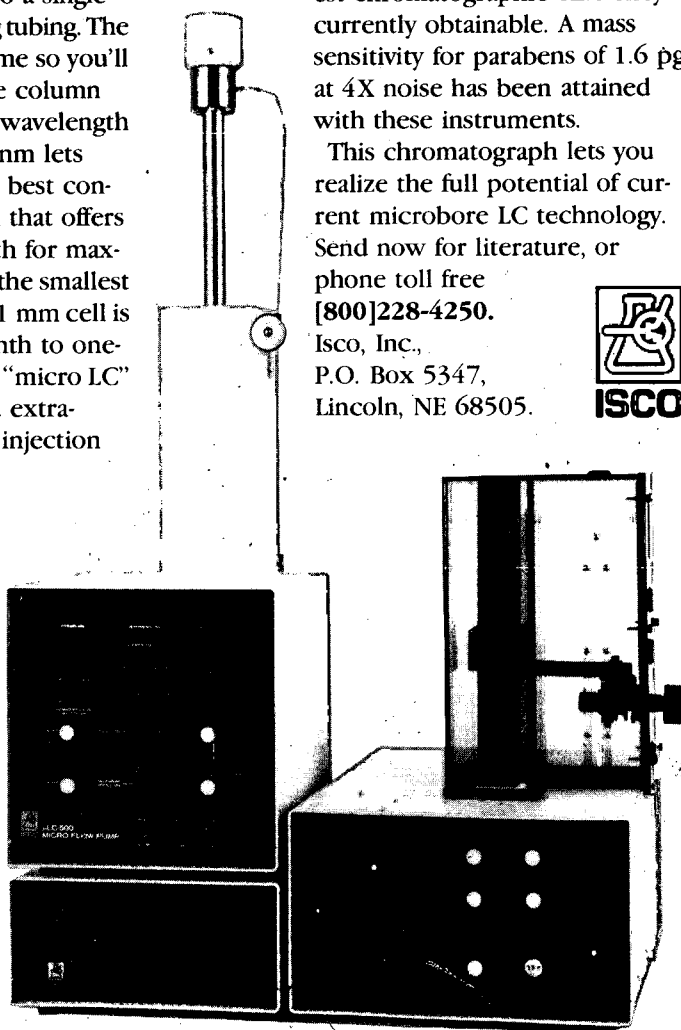 a single
tubing. The
so you'll
column
wavelength
nm lets
best con-
that offers
for max-
the smallest
1 mm cell is
to one-
“micro LC”
extra-
injection
currently obtainable. A mass
sensitivity for parabens of 1.6 pg
at 4X noise has been attained
with these instruments.
This chromatograph lets you
realize the full potential of cur-
rent microbore LC technology.
Send now for literature, or
phone toll free
[800]228-4250.
Isco, Inc.,
P.O. Box 5347,
Lincoln, NE 68505.
ISCO
µLC-500
MICRO FLOW PUMP